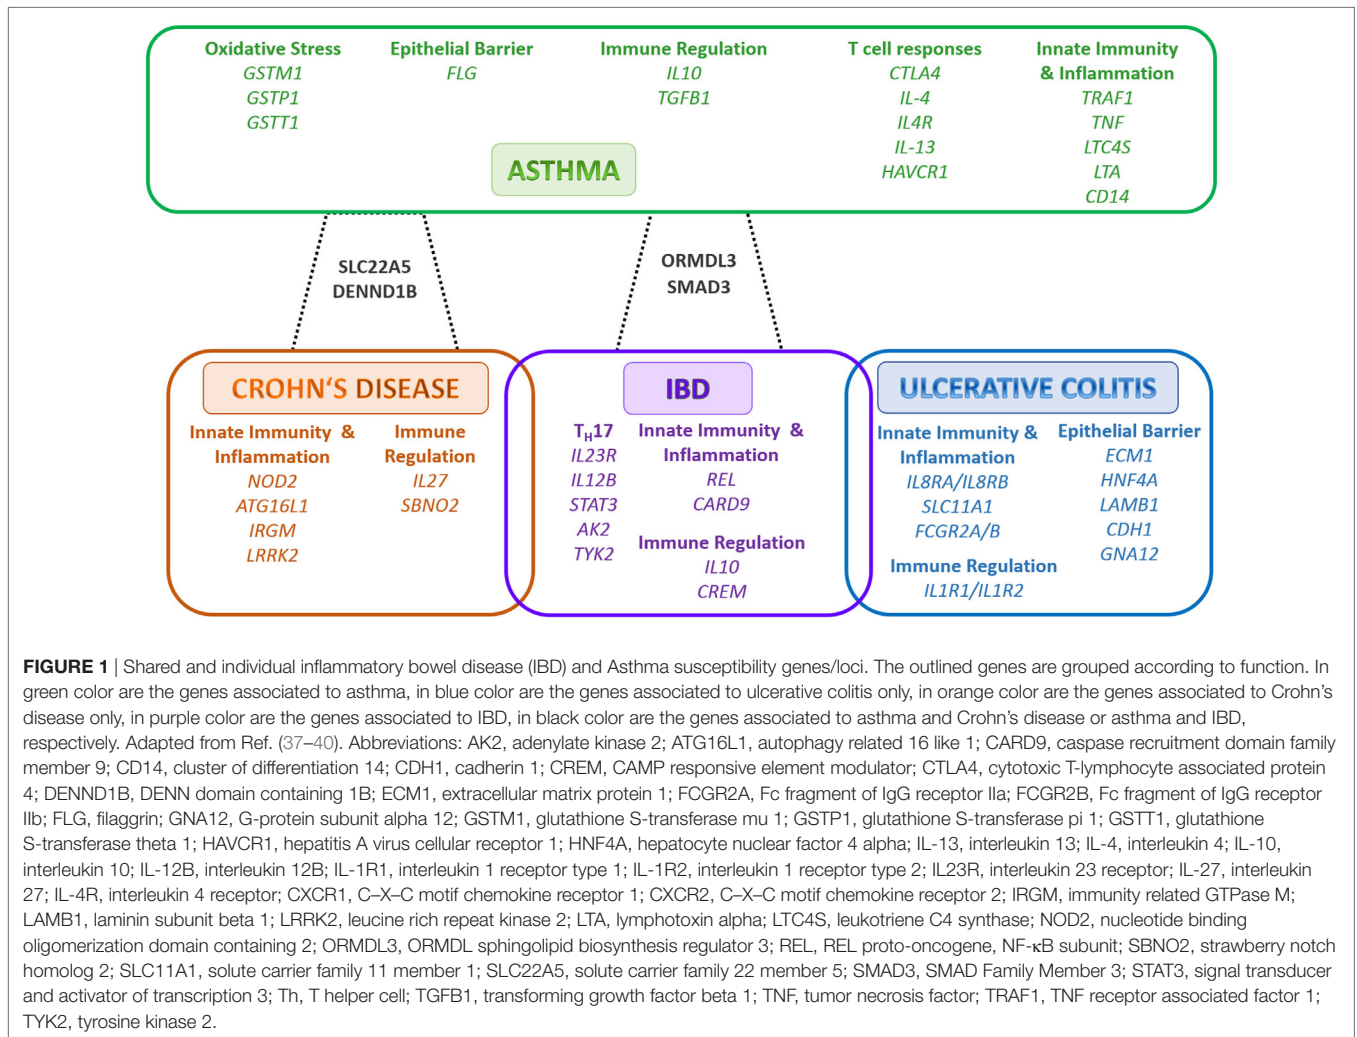 Oxidative Stress
GSTM1
GSTP1
GSTT1
Epithelial Barrier
FLG
Immune Regulation
IL10
TGFB1
T cell responses
CTLA4
IL-4
IL4R
IL-13
HAVCR1
Innate Immunity
& Inflammation
TRAF1
TNF
LTC4S
LTA
CD14
ASTHMA
SLC22A5
DENND1B
ORMDL3
SMAD3
CROHN'S DISEASE
Innate Immunity &
Inflammation
NOD2
ATG16L1
IRGM
LRRK2
Immune
Regulation
IL27
SBNO2
IBD
TH17
IL23R
IL12B
STAT3
AK2
TYK2
Innate Immunity &
Inflammation
REL
CARD9
Immune Regulation
IL10
CREM
ULCERATIVE COLITIS
Innate Immunity &
Inflammation
IL8RA/IL8RB
SLC11A1
FCGR2A/B
Immune Regulation
IL1R1/IL1R2
Epithelial Barrier
ECM1
HNF4A
LAMB1
CDH1
GNA12
FIGURE 1 | Shared and individual inflammatory bowel disease (IBD) and Asthma susceptibility genes/loci. The outlined genes are grouped according to function. In
green color are the genes associated to asthma, in blue color are the genes associated to ulcerative colitis only, in orange color are the genes associated to Crohn's
disease only, in purple color are the genes associated to IBD, in black color are the genes associated to asthma and Crohn's disease or asthma and IBD,
respectively. Adapted from Ref. (37–40). Abbreviations: AK2, adenylate kinase 2; ATG16L1, autophagy related 16 like 1; CARD9, caspase recruitment domain family
member 9; CD14, cluster of differentiation 14; CDH1, cadherin 1; CREM, CAMP responsive element modulator; CTLA4, cytotoxic T-lymphocyte associated protein
4; DENND1B, DENN domain containing 1B; ECM1, extracellular matrix protein 1; FCGR2A, Fc fragment of IgG receptor IIa; FCGR2B, Fc fragment of IgG receptor
IIb; FLG, filaggrin; GNA12, G-protein subunit alpha 12; GSTM1, glutathione S-transferase mu 1; GSTP1, glutathione S-transferase pi 1; GSTT1, glutathione
S-transferase theta 1; HAVCR1, hepatitis A virus cellular receptor 1; HNF4A, hepatocyte nuclear factor 4 alpha; IL-13, interleukin 13; IL-4, interleukin 4; IL-10,
interleukin 10; IL-12B, interleukin 12B; IL-1R1, interleukin 1 receptor type 1; IL-1R2, interleukin 1 receptor type 2; IL23R, interleukin 23 receptor; IL-27, interleukin
27; IL-4R, interleukin 4 receptor; CXCR1, C–X–C motif chemokine receptor 1; CXCR2, C–X–C motif chemokine receptor 2; IRGM, immunity related GTPase M;
LAMB1, laminin subunit beta 1; LRRK2, leucine rich repeat kinase 2; LTA, lymphotoxin alpha; LTC4S, leukotriene C4 synthase; NOD2, nucleotide binding
oligomerization domain containing 2; ORMDL3, ORMDL sphingolipid biosynthesis regulator 3; REL, REL proto-oncogene, NF-κB subunit; SBNO2, strawberry notch
homolog 2; SLC11A1, solute carrier family 11 member 1; SLC22A5, solute carrier family 22 member 5; SMAD3, SMAD Family Member 3; STAT3, signal transducer
and activator of transcription 3; Th, T helper cell; TGFB1, transforming growth factor beta 1; TNF, tumor necrosis factor; TRAF1, TNF receptor associated factor 1;
TYK2, tyrosine kinase 2.